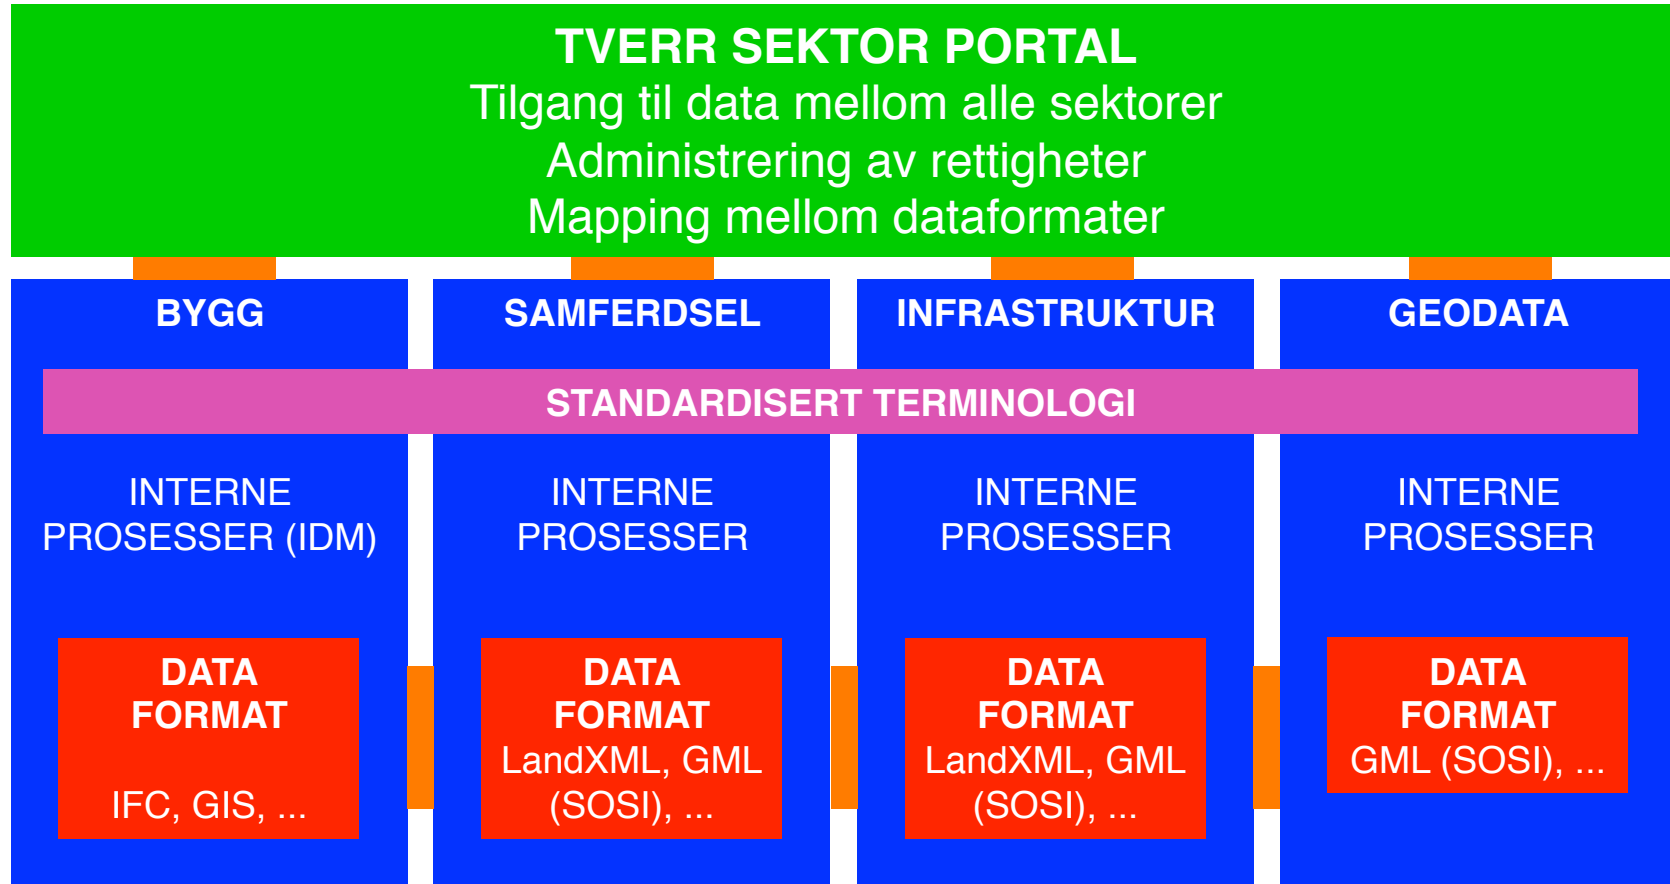 TVERR SEKTOR PORTAL
Tilgang til data mellom alle sektorer
Administrering av rettigheter
Mapping mellom dataformater
BYGG
SAMFERDSEL
INFRASTRUKTUR
GEODATA
STANDARDISERT TERMINOLOGI
INTERNE
PROSESSER (IDM)
INTERNE
PROSESSER
INTERNE
PROSESSER
INTERNE
PROSESSER
DATA
FORMAT
IFC, GIS, ...
DATA
FORMAT
LandXML, GML
(SOSI), ...
DATA
FORMAT
LandXML, GML
(SOSI), ...
DATA
FORMAT
GML (SOSI), ...